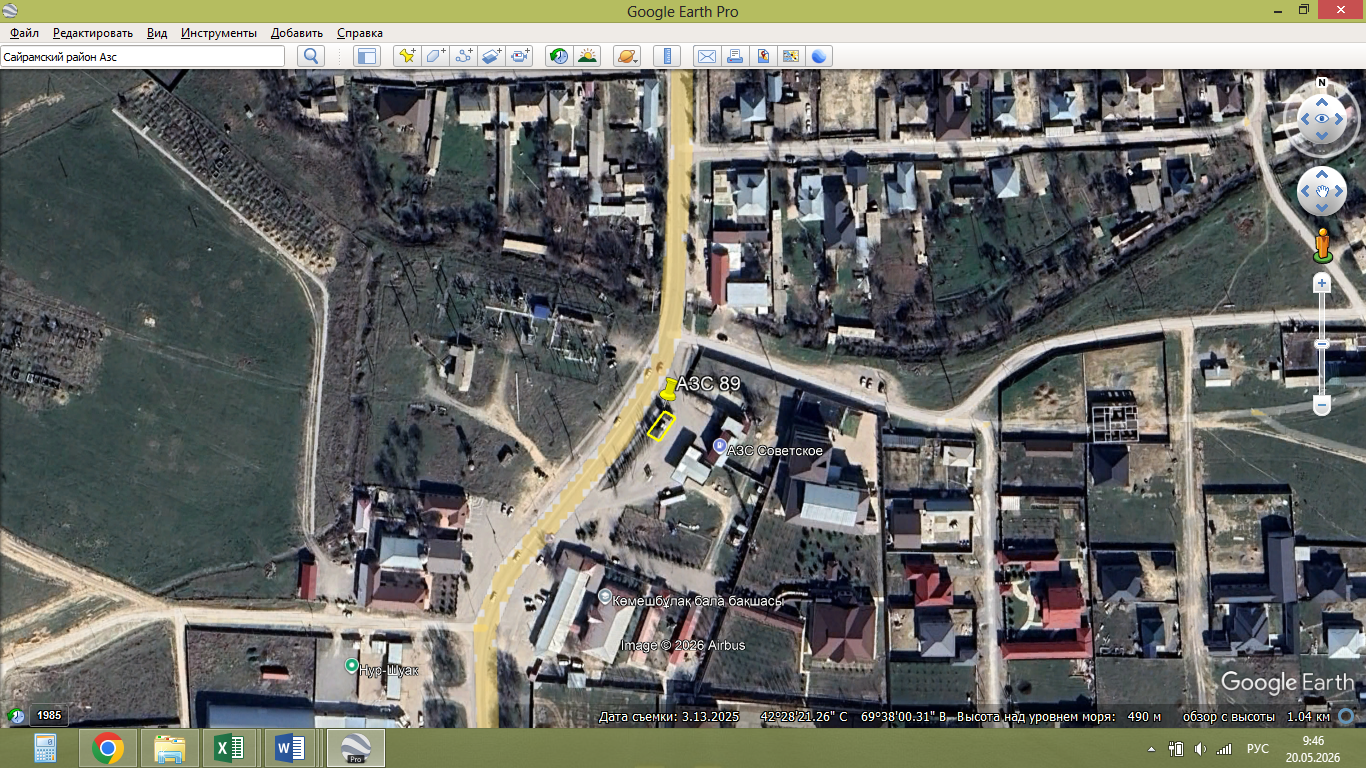 Google Earth Pro
Файл Редактировать Вид Инструменты Добавить Справка
Сайрамский район Азс
N
АЗС 89
АЗС Советское
Көмешбұлақ бала бақшасы
Image © 2026 Airbus
Нур-Шуак
Google Earth
1985
Дата съемки: 3.13.2025 42°28'21.26" С 69°38'00.31" В Высота над уровнем моря: 490 м обзор с высоты 1.04 км
Pro
РУС
9:46
20.05.2026